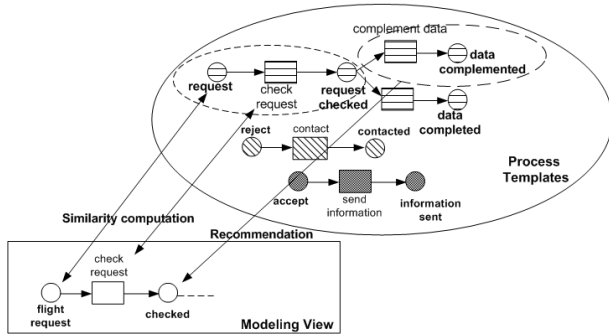 complement data
data
complemented
request
check
request
request
checked
data
completed
reject
contact
contacted
Process
Templates
accept
send
information
information
sent
Similarity computation
Recommendation
check
request
flight
request
checked
Modeling View